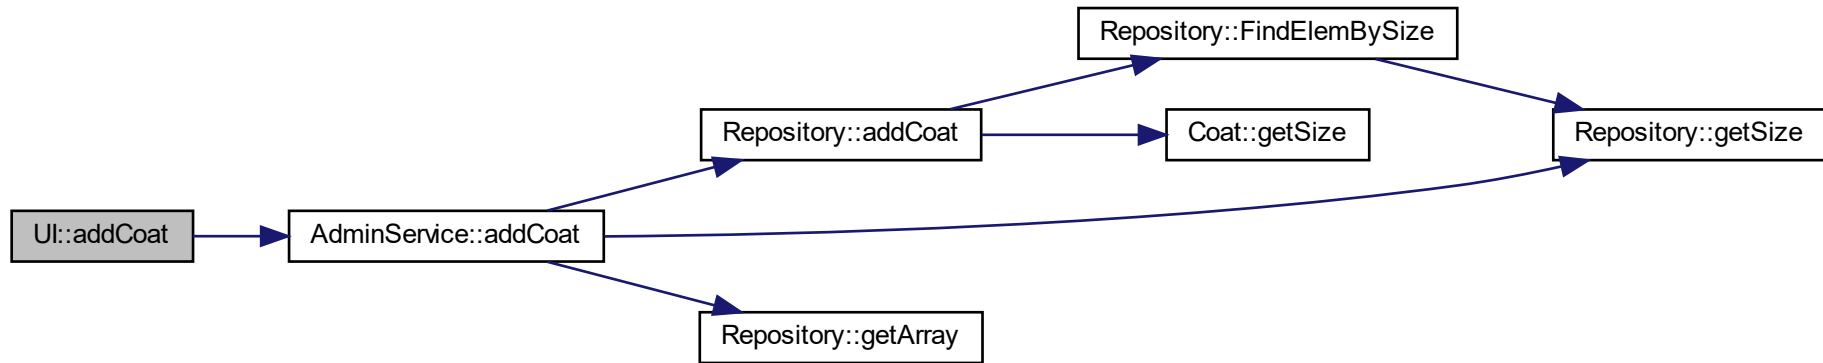 Repository::FindElemBySize
Repository::addCoat
Coat::getSize
Repository::getSize
UI::addCoat
AdminService::addCoat
Repository::getArray